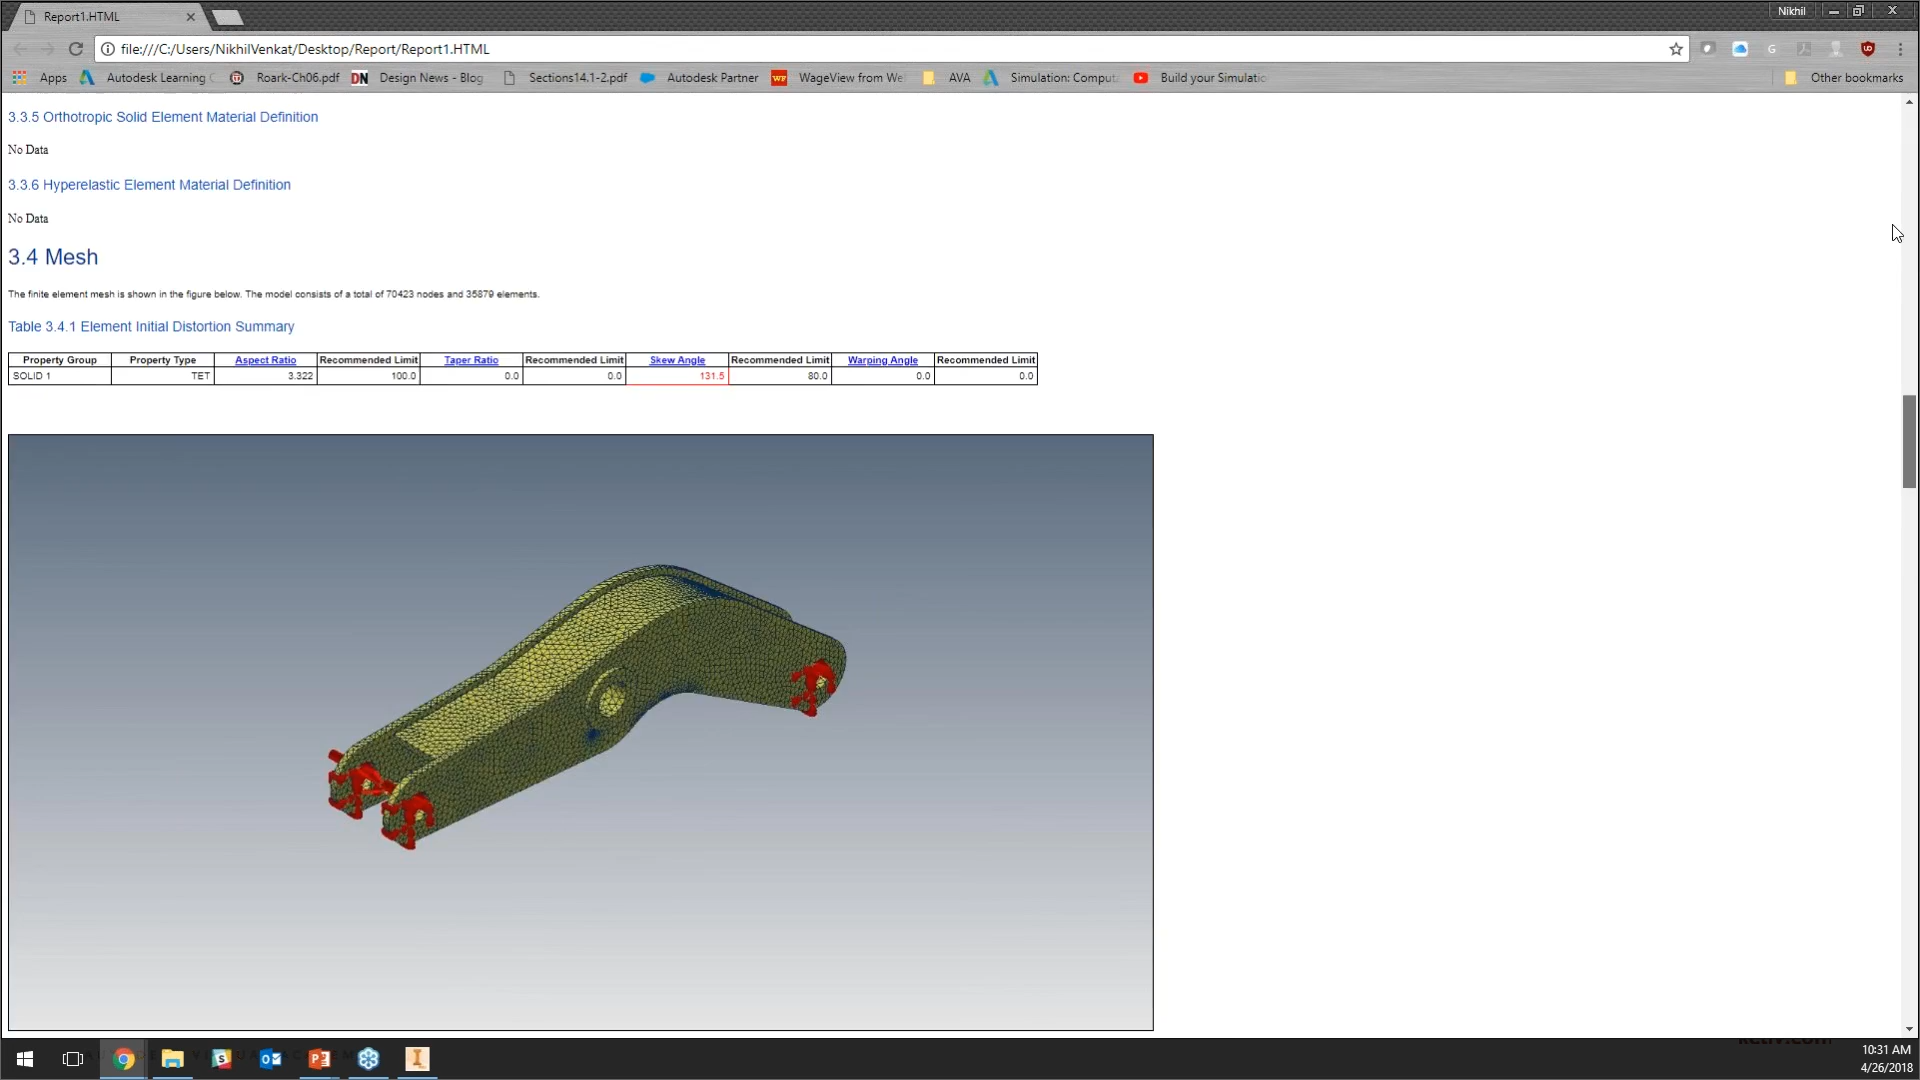 Report1.HTML
Nikhil
file:///C:/Users/NikhilVenkat/Desktop/Report/Report1.HTML
Apps Autodesk Learning Roark-Ch06.pdf DN Design News - Blog Sections14.1-2.pdf Autodesk Partner WF WageView from We AVA Simulation: Comput Build your Simulatio Other bookmarks
3.3.5 Orthotropic Solid Element Material Definition
No Data
3.3.6 Hyperelastic Element Material Definition
No Data
3.4 Mesh
The finite element mesh is shown in the figure below. The model consists of a total of 70423 nodes and 35879 elements.
Table 3.4.1 Element Initial Distortion Summary
Property Group Property Type Aspect Ratio Recommended Limit Taper Ratio Recommended Limit Skew Angle Recommended Limit Warping Angle Recommended Limit
SOLID 1 TET 3.322 100.0 0.0 0.0 131.5 80.0 0.0 0.0
10:31 AM
4/26/2018